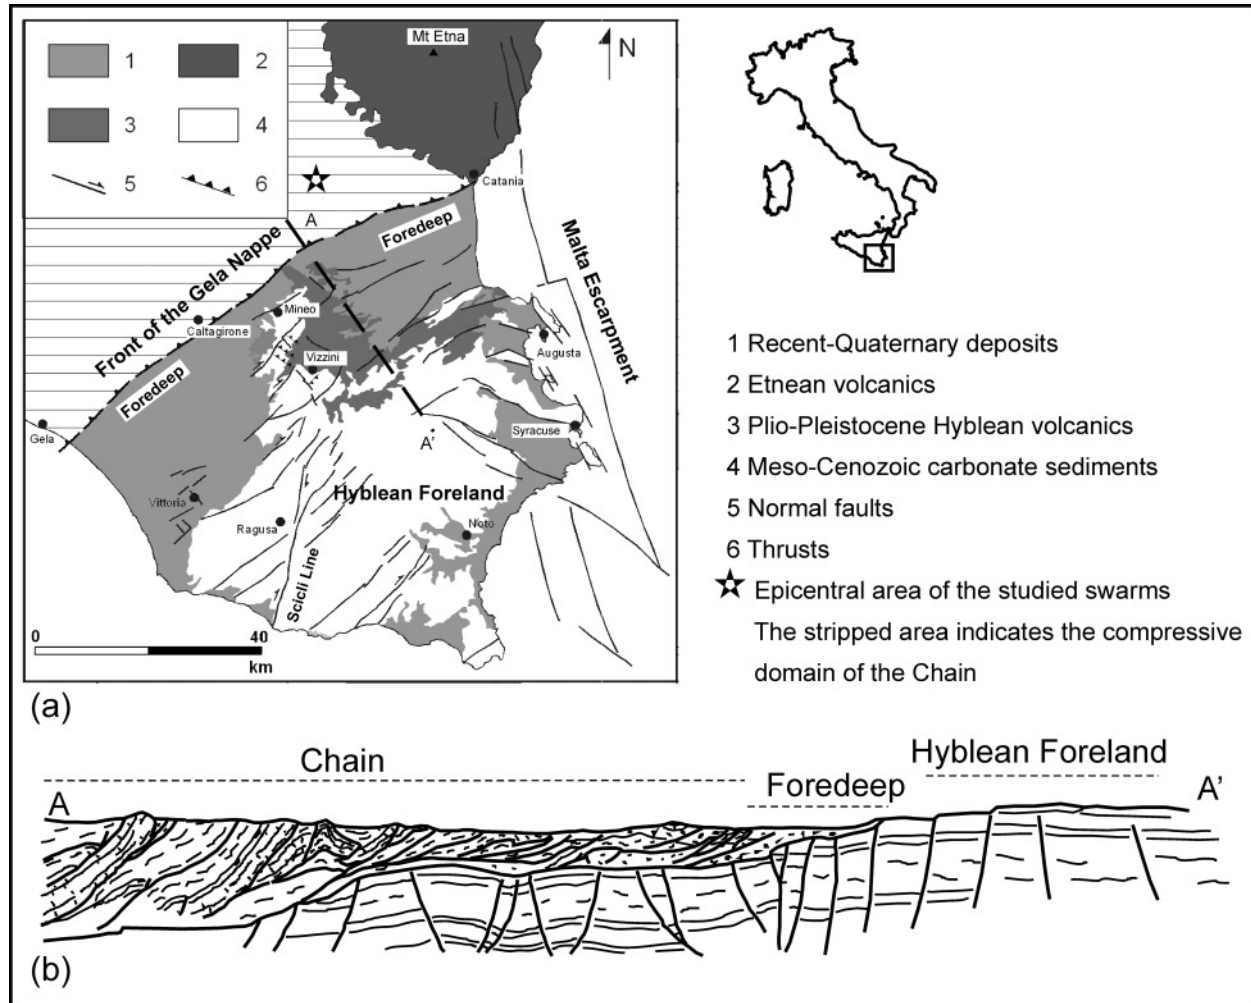 1
2
3
4
5
6
Mt Etna
N
Catania
A
Foredeep
Malta Escarpment
Front of the Gela Nappe
Mineo
Caltagirone
Vizzini
Augusta
Foredeep
Gela
A'
Syracuse
Vittoria
Hyblean Foreland
Ragusa
Noto
Scicli Line
0
40
km
1 Recent-Quaternary deposits
2 Etnean volcanics
3 Plio-Pleistocene Hyblean volcanics
4 Meso-Cenozoic carbonate sediments
5 Normal faults
6 Thrusts
Epicentral area of the studied swarms
The stripped area indicates the compressive
domain of the Chain
(a)
Chain
Hyblean Foreland
Foredeep
A
A'
(b)